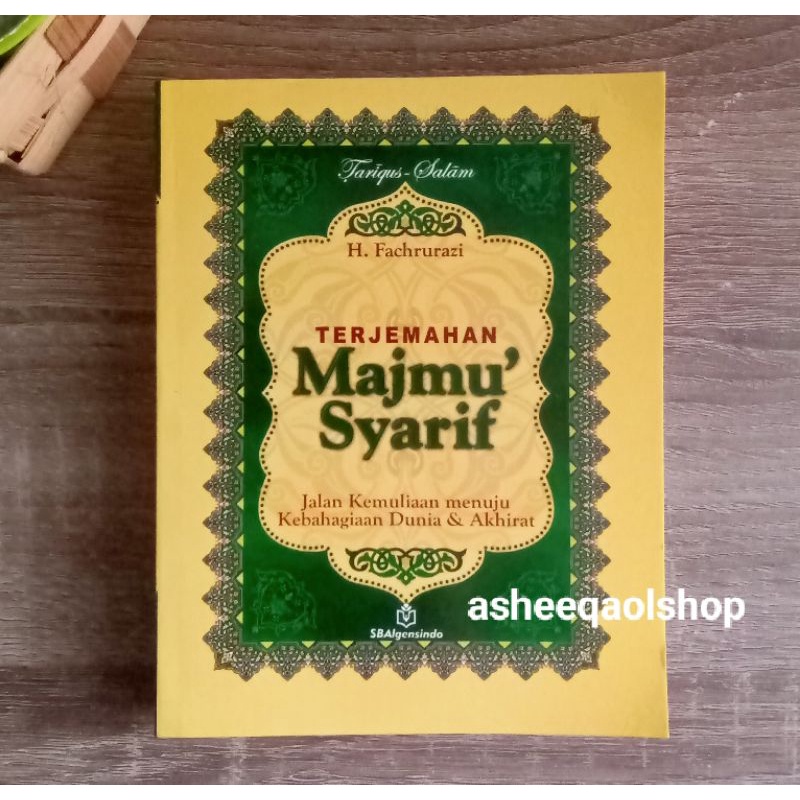 Ṭarīqus-Salām
H. Fachrurazi
TERJEMAHAN
Majmu'
Syarif
Jalan Kemuliaan menuju
Kebahagiaan Dunia & Akhirat
asheeqaolshop
SBAlgensindo